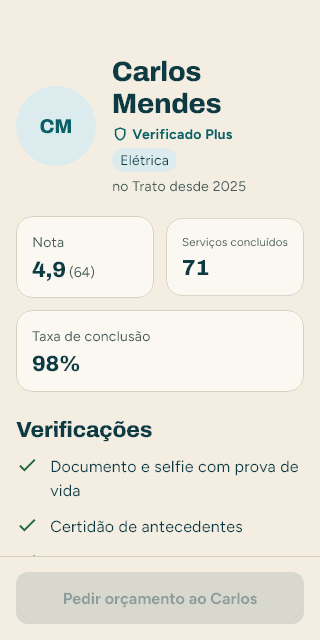 CM
Carlos
Mendes
Verificado Plus
Elétrica
no Trato desde 2025
Nota
4,9 (64)
Serviços concluídos
71
Taxa de conclusão
98%
Verificações
Documento e selfie com prova de
vida
Certidão de antecedentes
Pedir orçamento ao Carlos